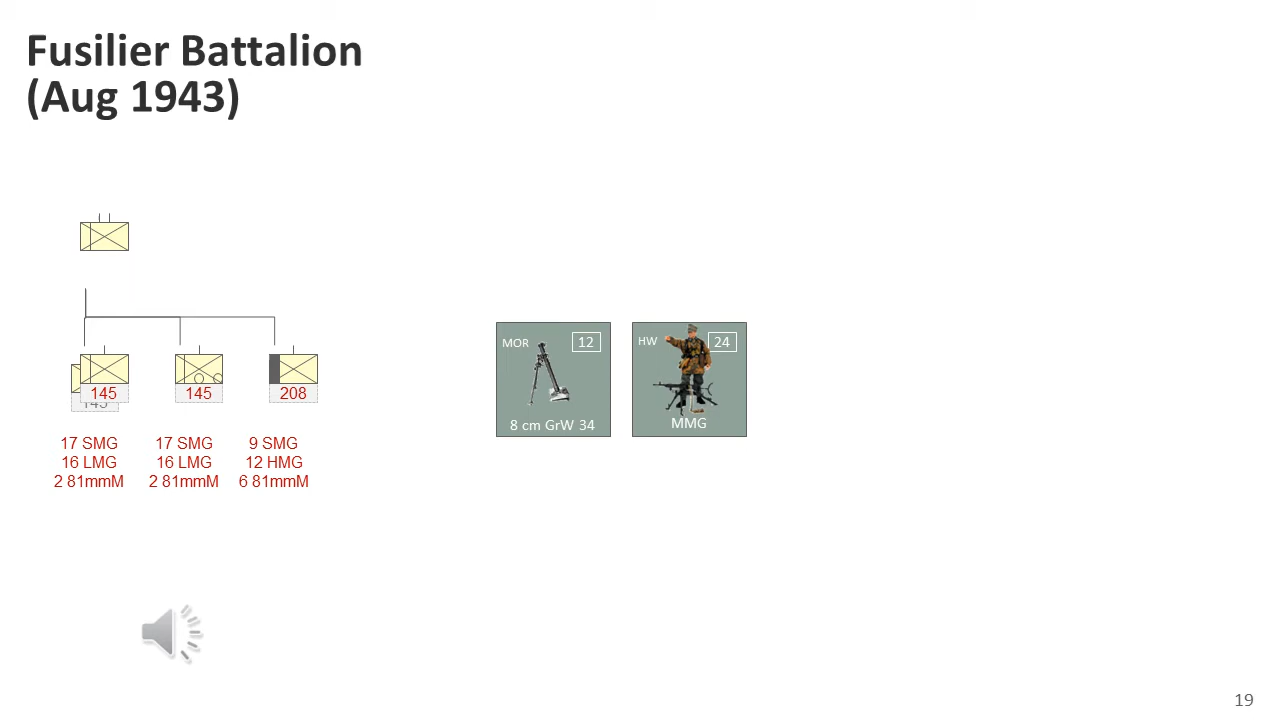 Fusilier Battalion
(Aug 1943)
145
145
145
208
17 SMG
16 LMG
2 81mmM
17 SMG
16 LMG
2 81mmM
9 SMG
12 HMG
6 81mmM
MOR
12
8 cm GrW 34
HW
24
MMG
19